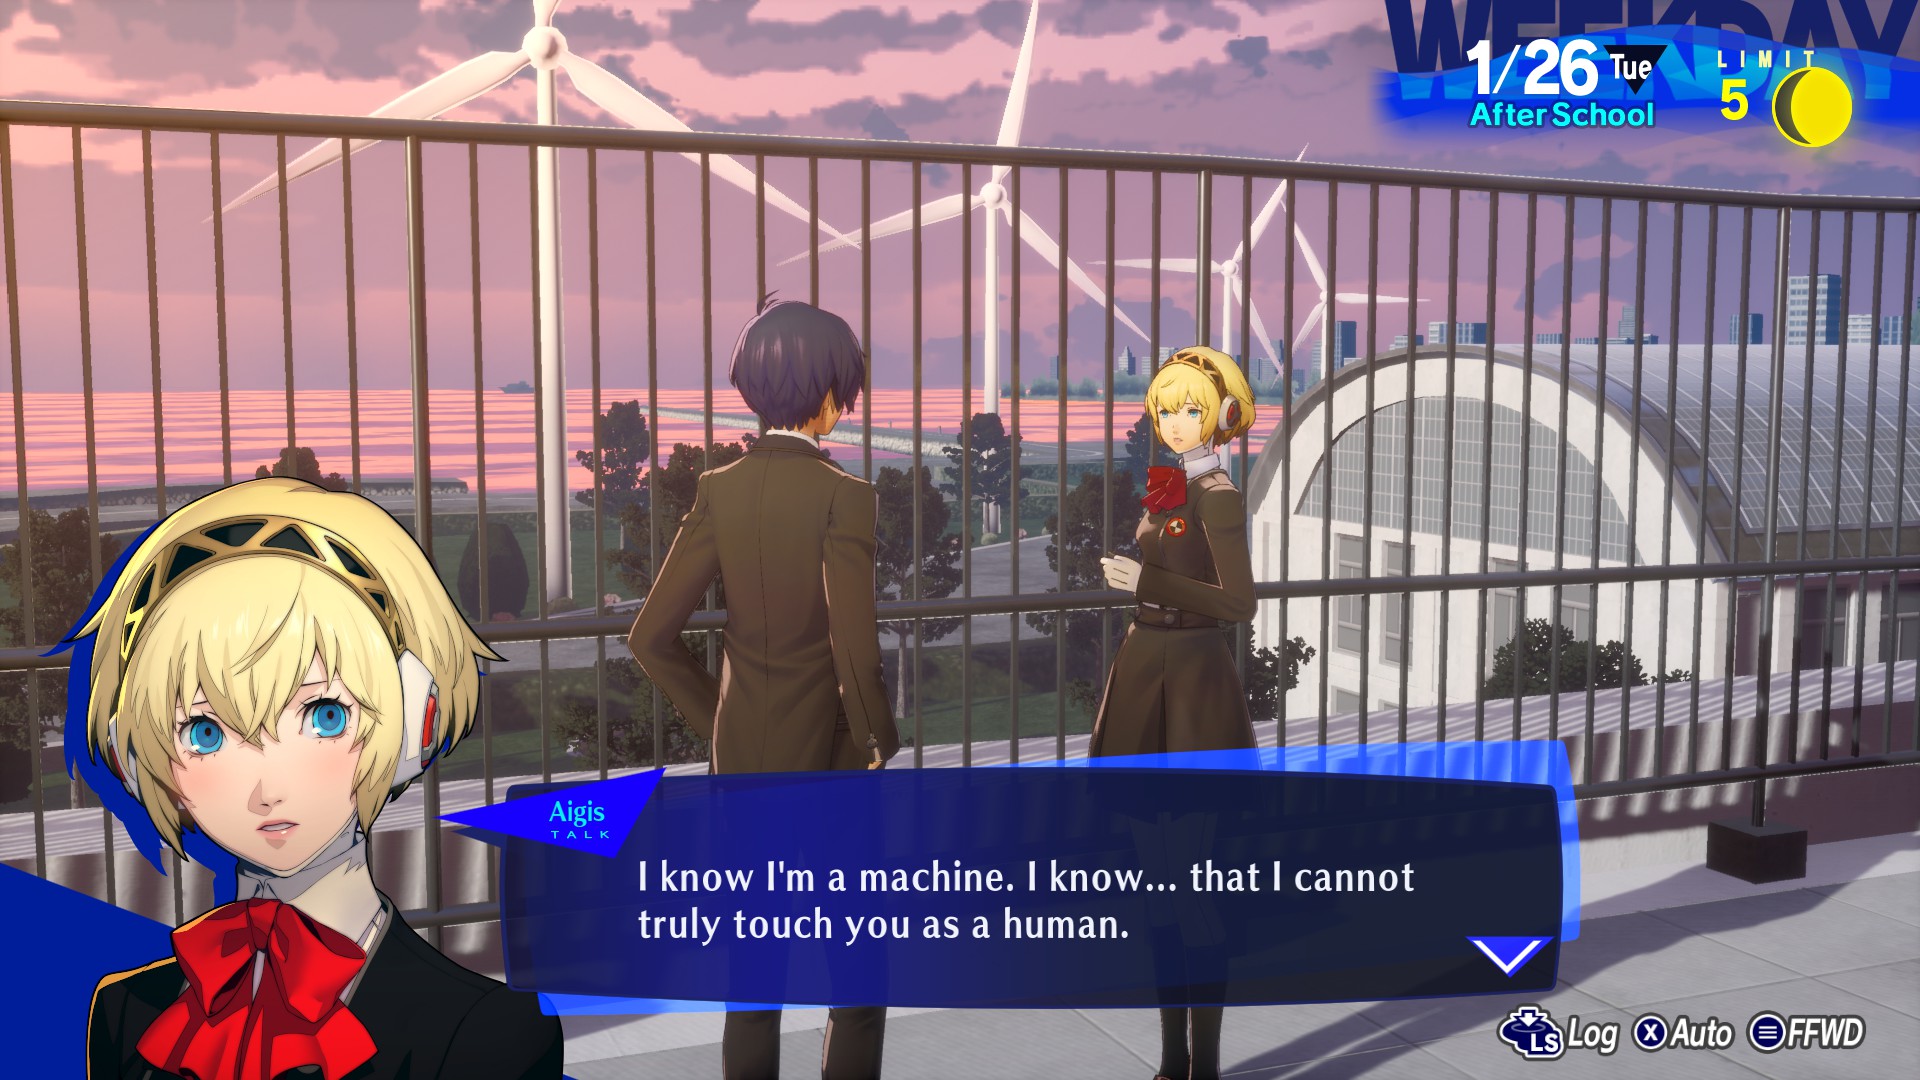 WEEKDAY
1/26 Tue
After School
LIMIT
5
Aigis
TALK
I know I'm a machine. I know... that I cannot
truly touch you as a human.
LS Log X Auto FFWD